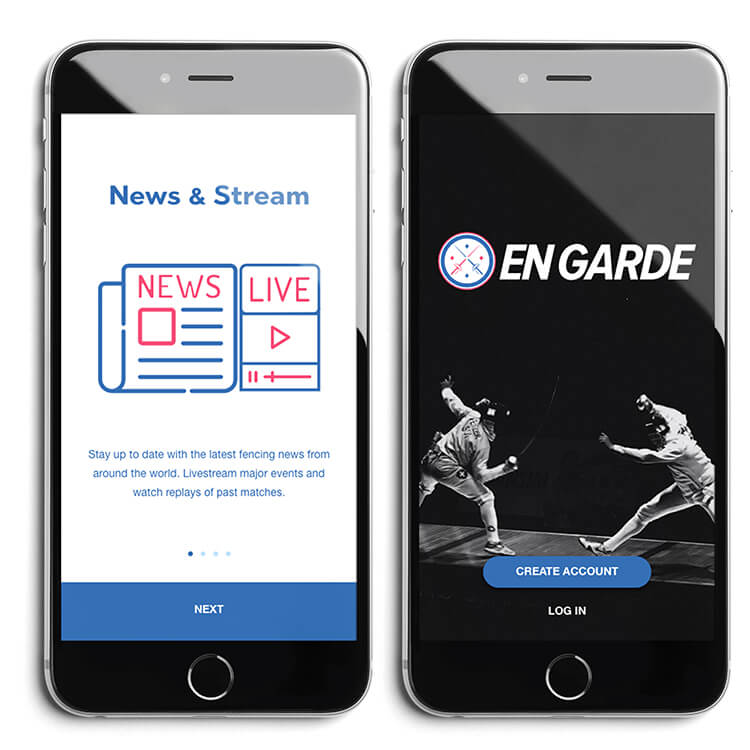 News & Stream
NEWS
LIVE
Stay up to date with the latest fencing news from
around the world. Livestream major events and
watch replays of past matches.
NEXT
EN GARDE
CREATE ACCOUNT
LOG IN